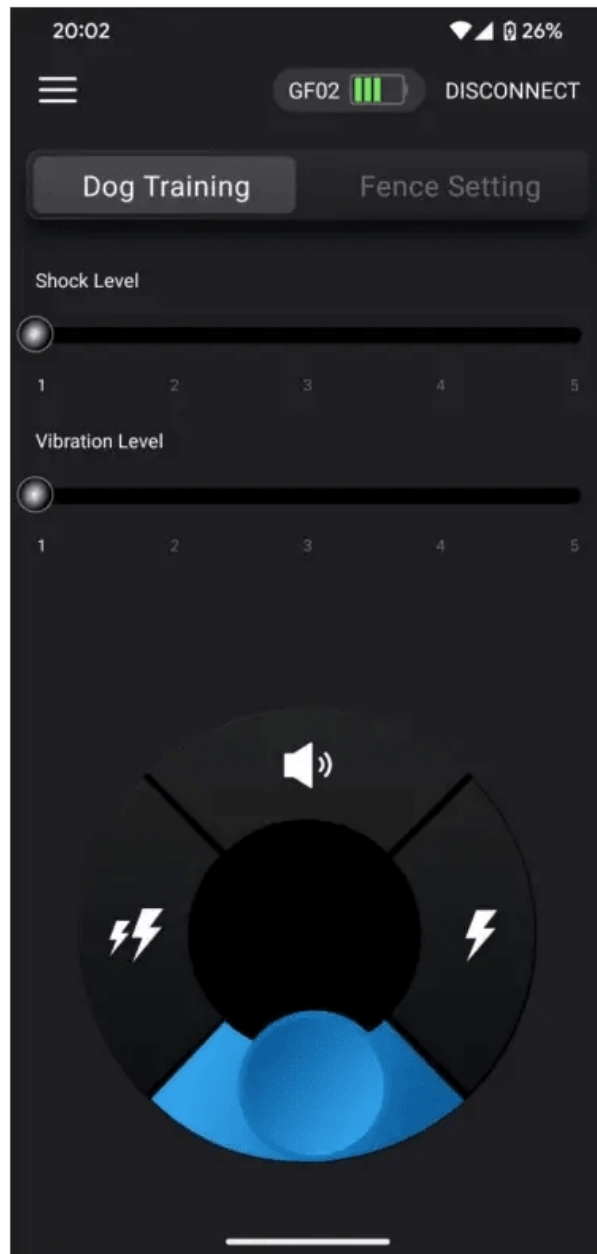 20:02 26%
GF02 DISCONNECT
Dog Training Fence Setting
Shock Level
1 2 3 4 5
Vibration Level
1 2 3 4 5